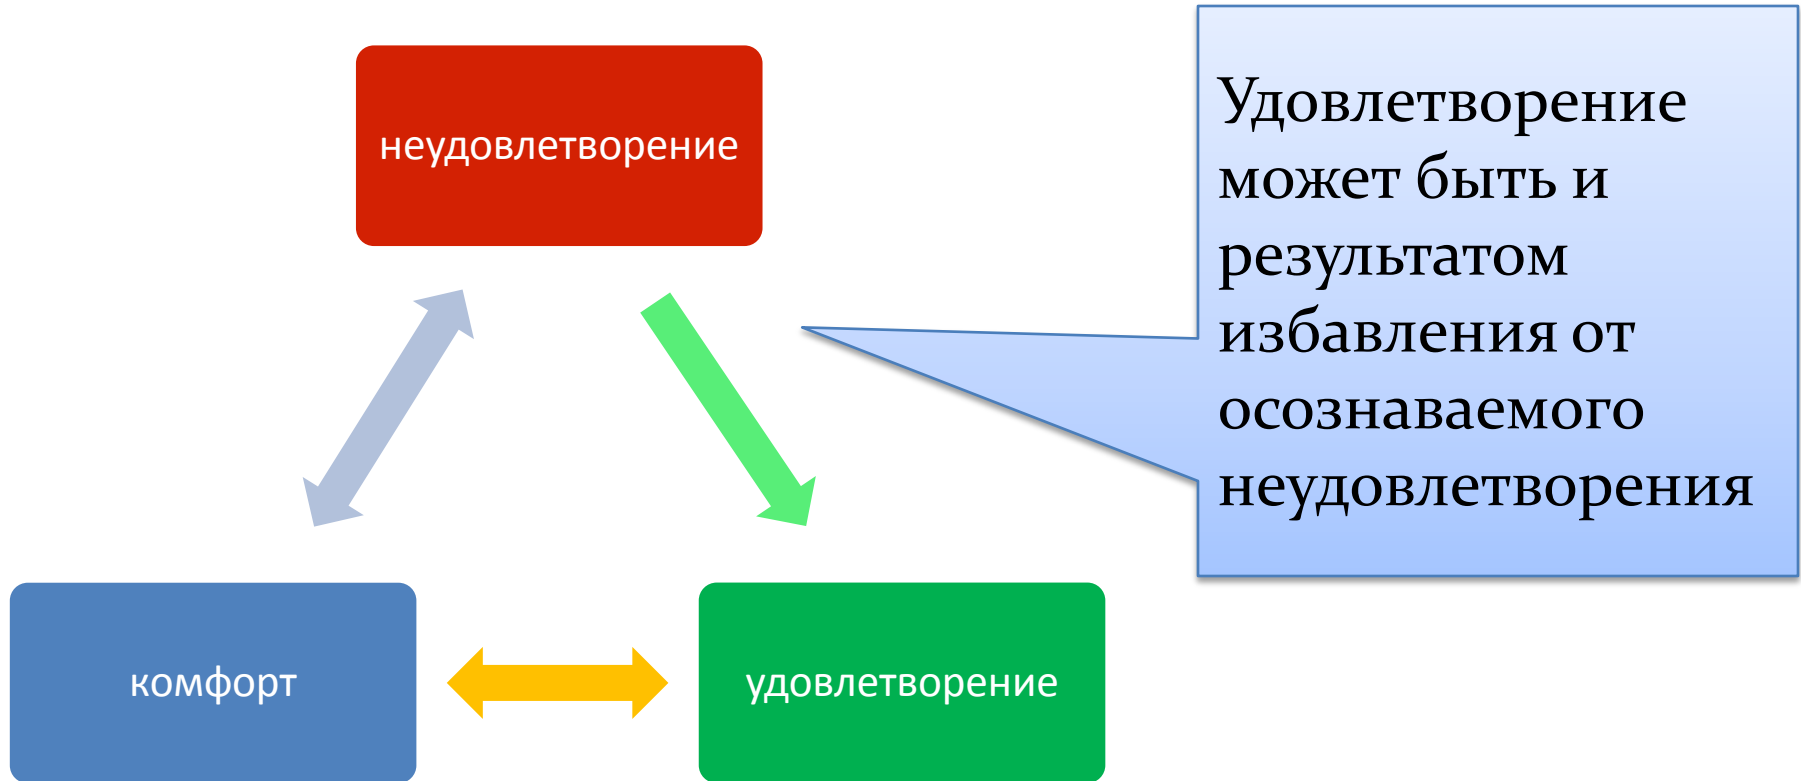 неудовлетворение
Удовлетворение
может быть и
результатом
избавления от
осознаваемого
неудовлетворения
комфорт
удовлетворение